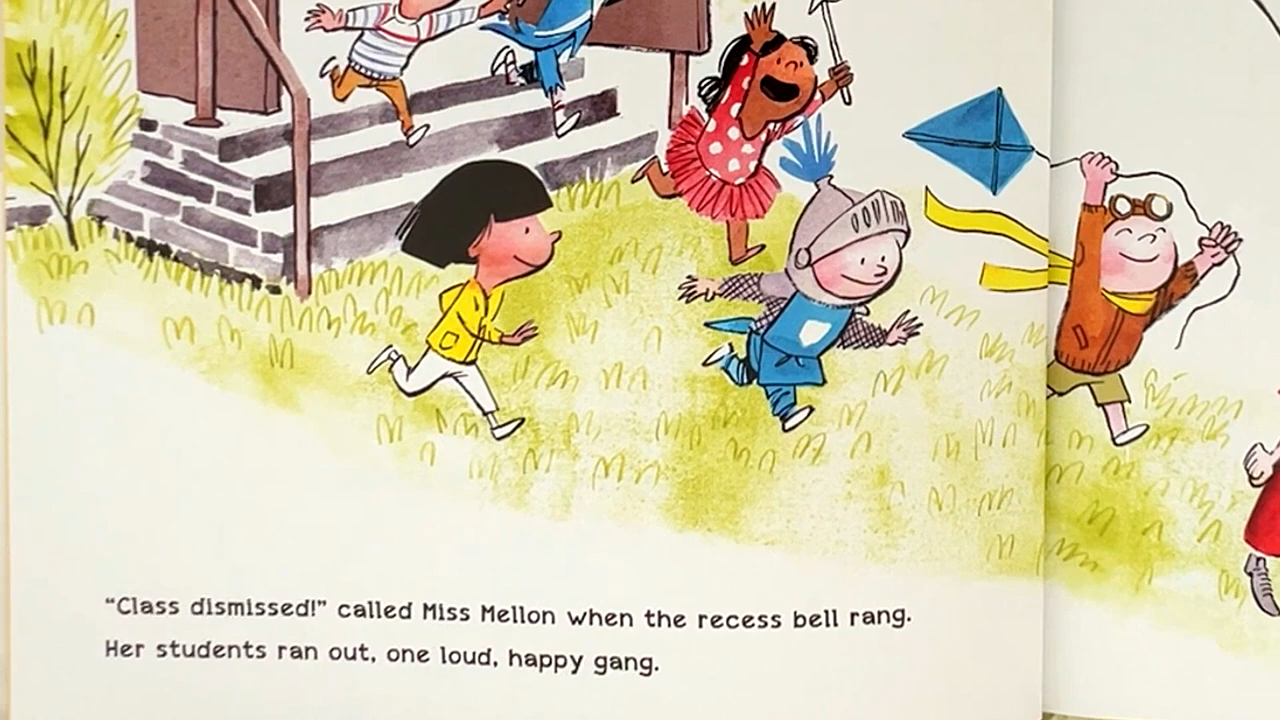 “Class dismissed!” called Miss Mellon when the recess bell rang.
Her students ran out, one loud, happy gang.